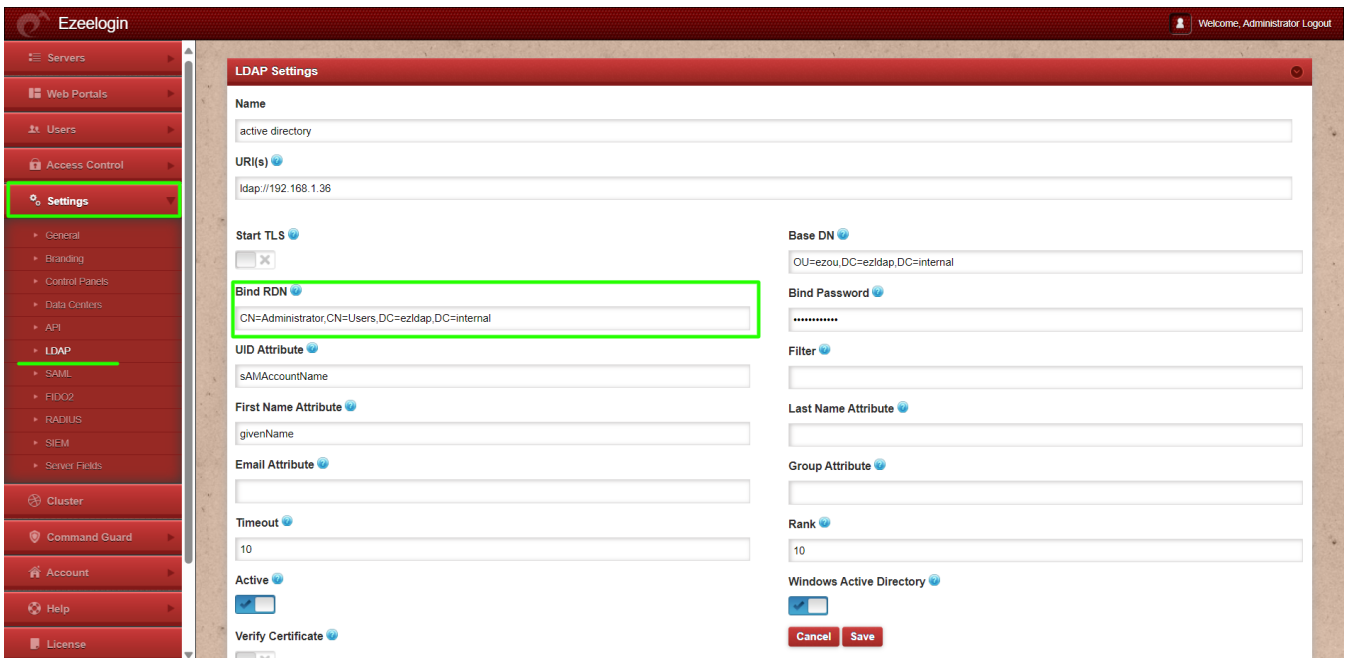 Ezeelogin
Welcome, Administrator Logout
Servers
Web Portals
Users
Access Control
Settings
General
Branding
Control Panels
Data Centers
API
LDAP
SAML
FIDO2
RADIUS
SIEM
Server Fields
Cluster
Command Guard
Account
Help
License
LDAP Settings
Name
active directory
URI(s)
ldap://192.168.1.36
Start TLS
Base DN
OU=ezou,DC=ezldap,DC=internal
Bind RDN
CN=Administrator,CN=Users,DC=ezldap,DC=internal
Bind Password
••••••••••••
UID Attribute
sAMAccountName
Filter
First Name Attribute
givenName
Last Name Attribute
Email Attribute
Group Attribute
Timeout
10
Rank
10
Active
Windows Active Directory
Verify Certificate
Cancel Save